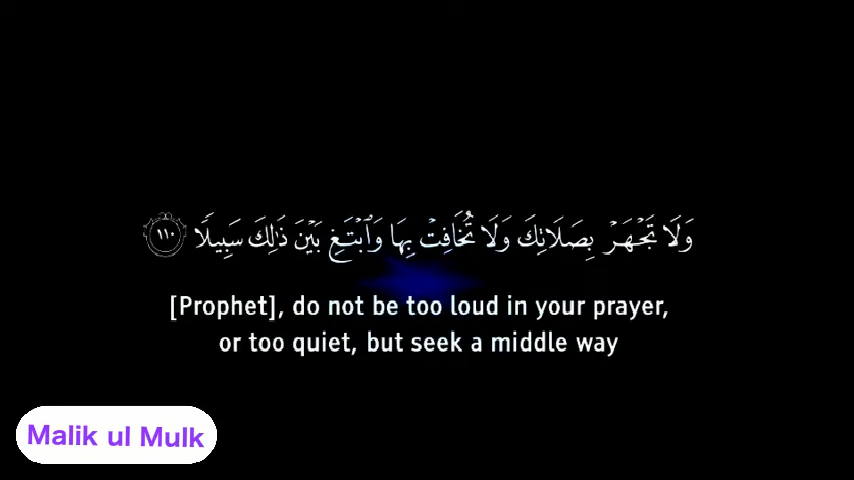 وَلَا تَجْهَرْ بِصَلَاتِكَ وَلَا تُخَافِتْ بِهَا وَابْتَغِ بَيْنَ ذَٰلِكَ سَبِيلًا ١١٠
[Prophet], do not be too loud in your prayer,
or too quiet, but seek a middle way
Malik ul Mulk